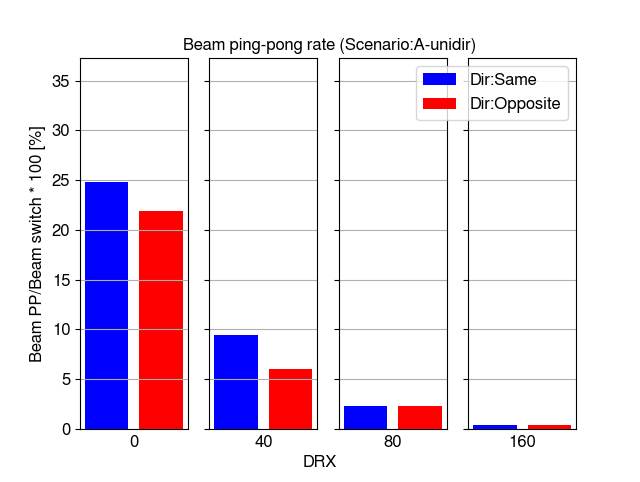 Beam ping-pong rate (Scenario:A-unidir)
Dir:Same
Dir:Opposite
Beam PP/Beam switch * 100 [%]
35
30
25
20
15
10
5
0
0
40
80
160
DRX